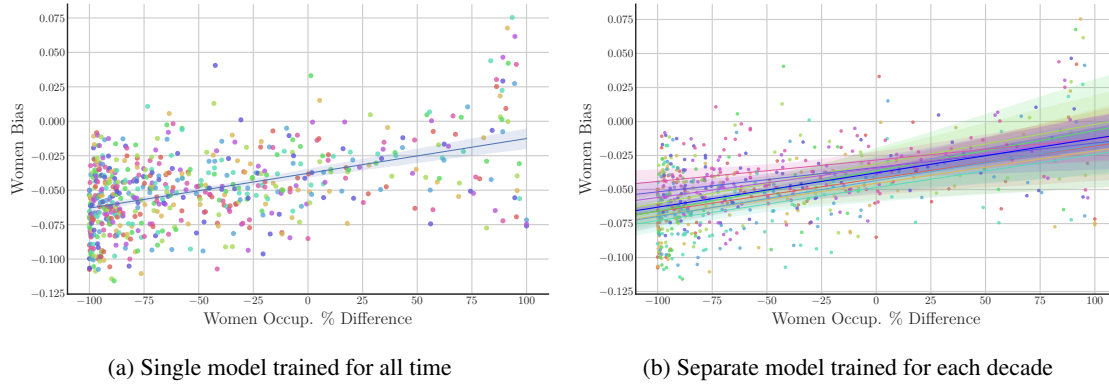 0.075
0.050
0.025
0.000
−0.025
−0.050
−0.075
−0.100
−0.125
Women Bias
−100 −75 −50 −25 0 25 50 75 100
Women Occup. % Difference
(a) Single model trained for all time
0.075
0.050
0.025
0.000
−0.025
−0.050
−0.075
−0.100
−0.125
Women Bias
−100 −75 −50 −25 0 25 50 75 100
Women Occup. % Difference
(b) Separate model trained for each decade